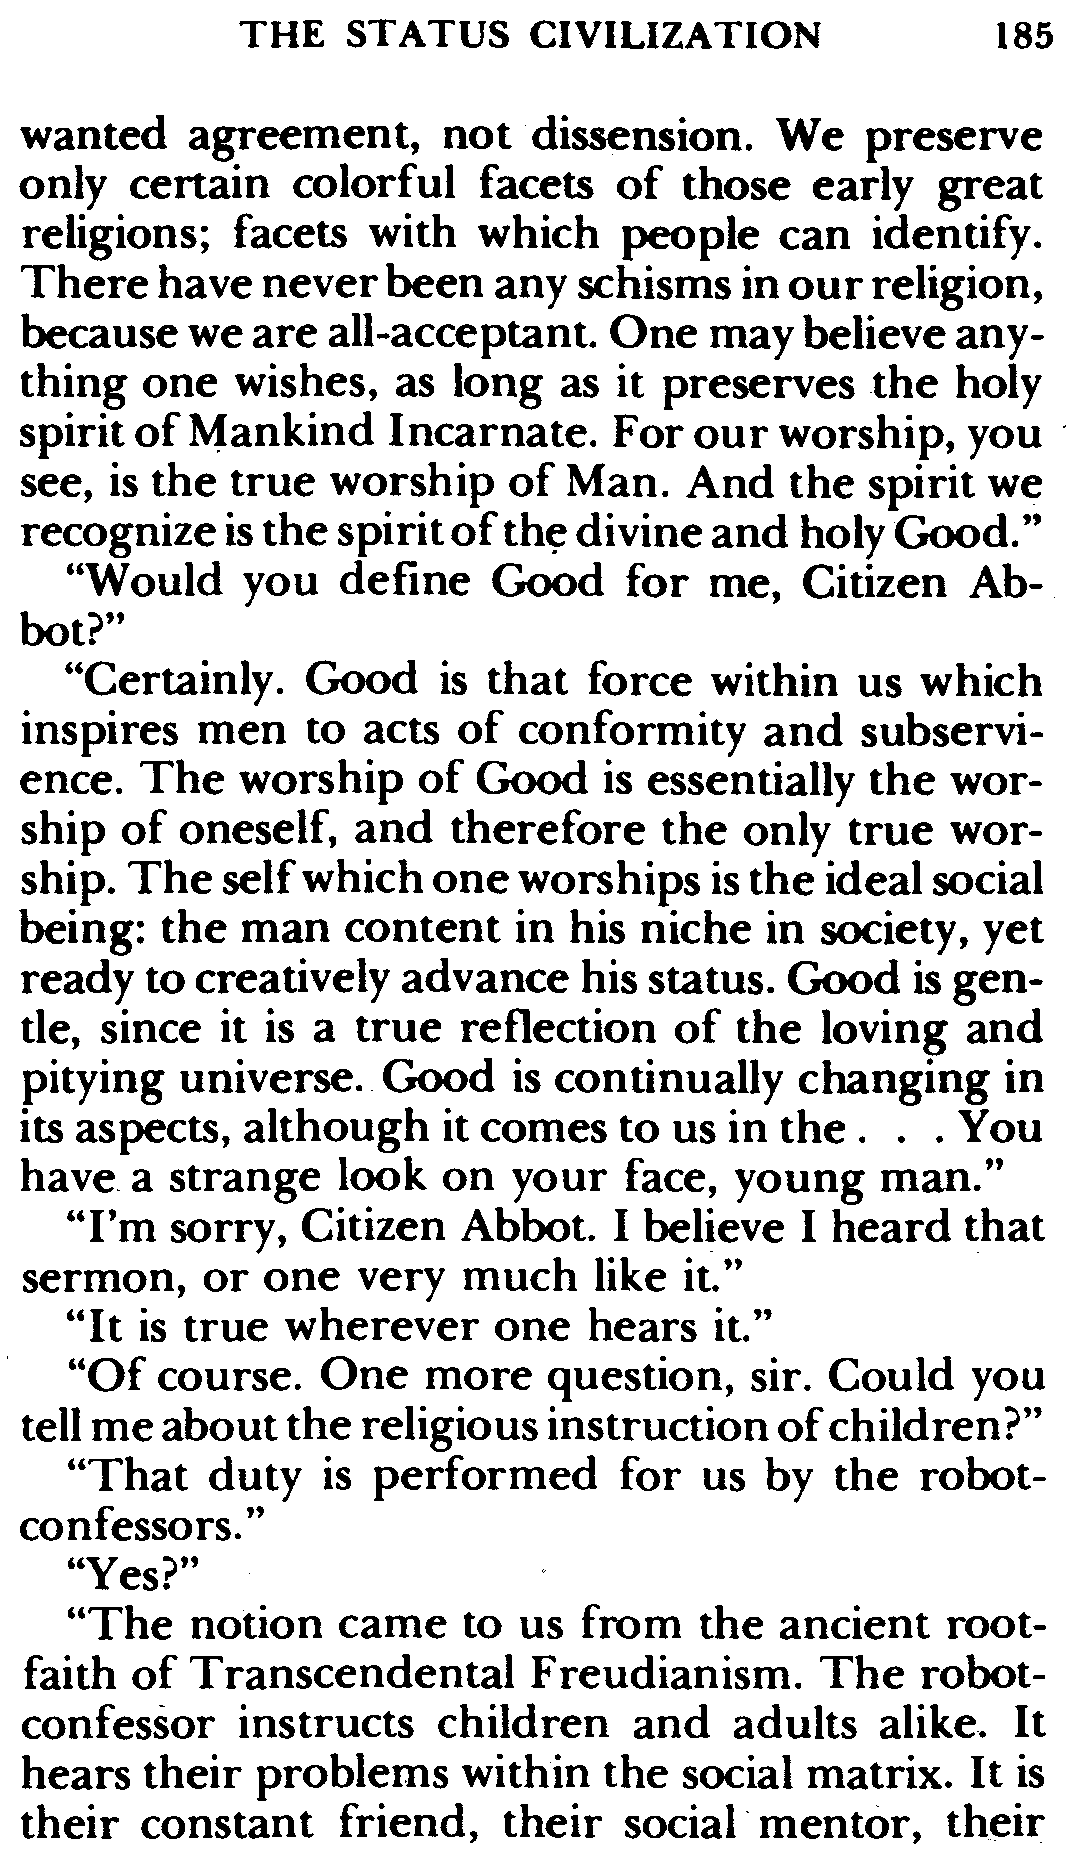 THE STATUS CIVILIZATION 185
wanted agreement, not dissension. We preserve
only certain colorful facets of those early great
religions; facets with which people can identify.
There have never been any schisms in our religion,
because we are all-acceptant. One may believe any-
thing one wishes, as long as it preserves the holy
spirit of Mankind Incarnate. For our worship, you
see, is the true worship of Man. And the spirit we
recognize is the spirit of the divine and holy Good.”
“Would you define Good for me, Citizen Ab-
bot?”
“Certainly. Good is that force within us which
inspires men to acts of conformity and subservi-
ence. The worship of Good is essentially the wor-
ship of oneself, and therefore the only true wor-
ship. The self which one worships is the ideal social
being: the man content in his niche in society, yet
ready to creatively advance his status. Good is gen-
tle, since it is a true reflection of the loving and
pitying universe. Good is continually changing in
its aspects, although it comes to us in the . . . You
have a strange look on your face, young man.”
“I’m sorry, Citizen Abbot. I believe I heard that
sermon, or one very much like it.”
“It is true wherever one hears it.”
“Of course. One more question, sir. Could you
tell me about the religious instruction of children?”
“That duty is performed for us by the robot-
confessors.”
“Yes?”
“The notion came to us from the ancient root-
faith of Transcendental Freudianism. The robot-
confessor instructs children and adults alike. It
hears their problems within the social matrix. It is
their constant friend, their social mentor, their